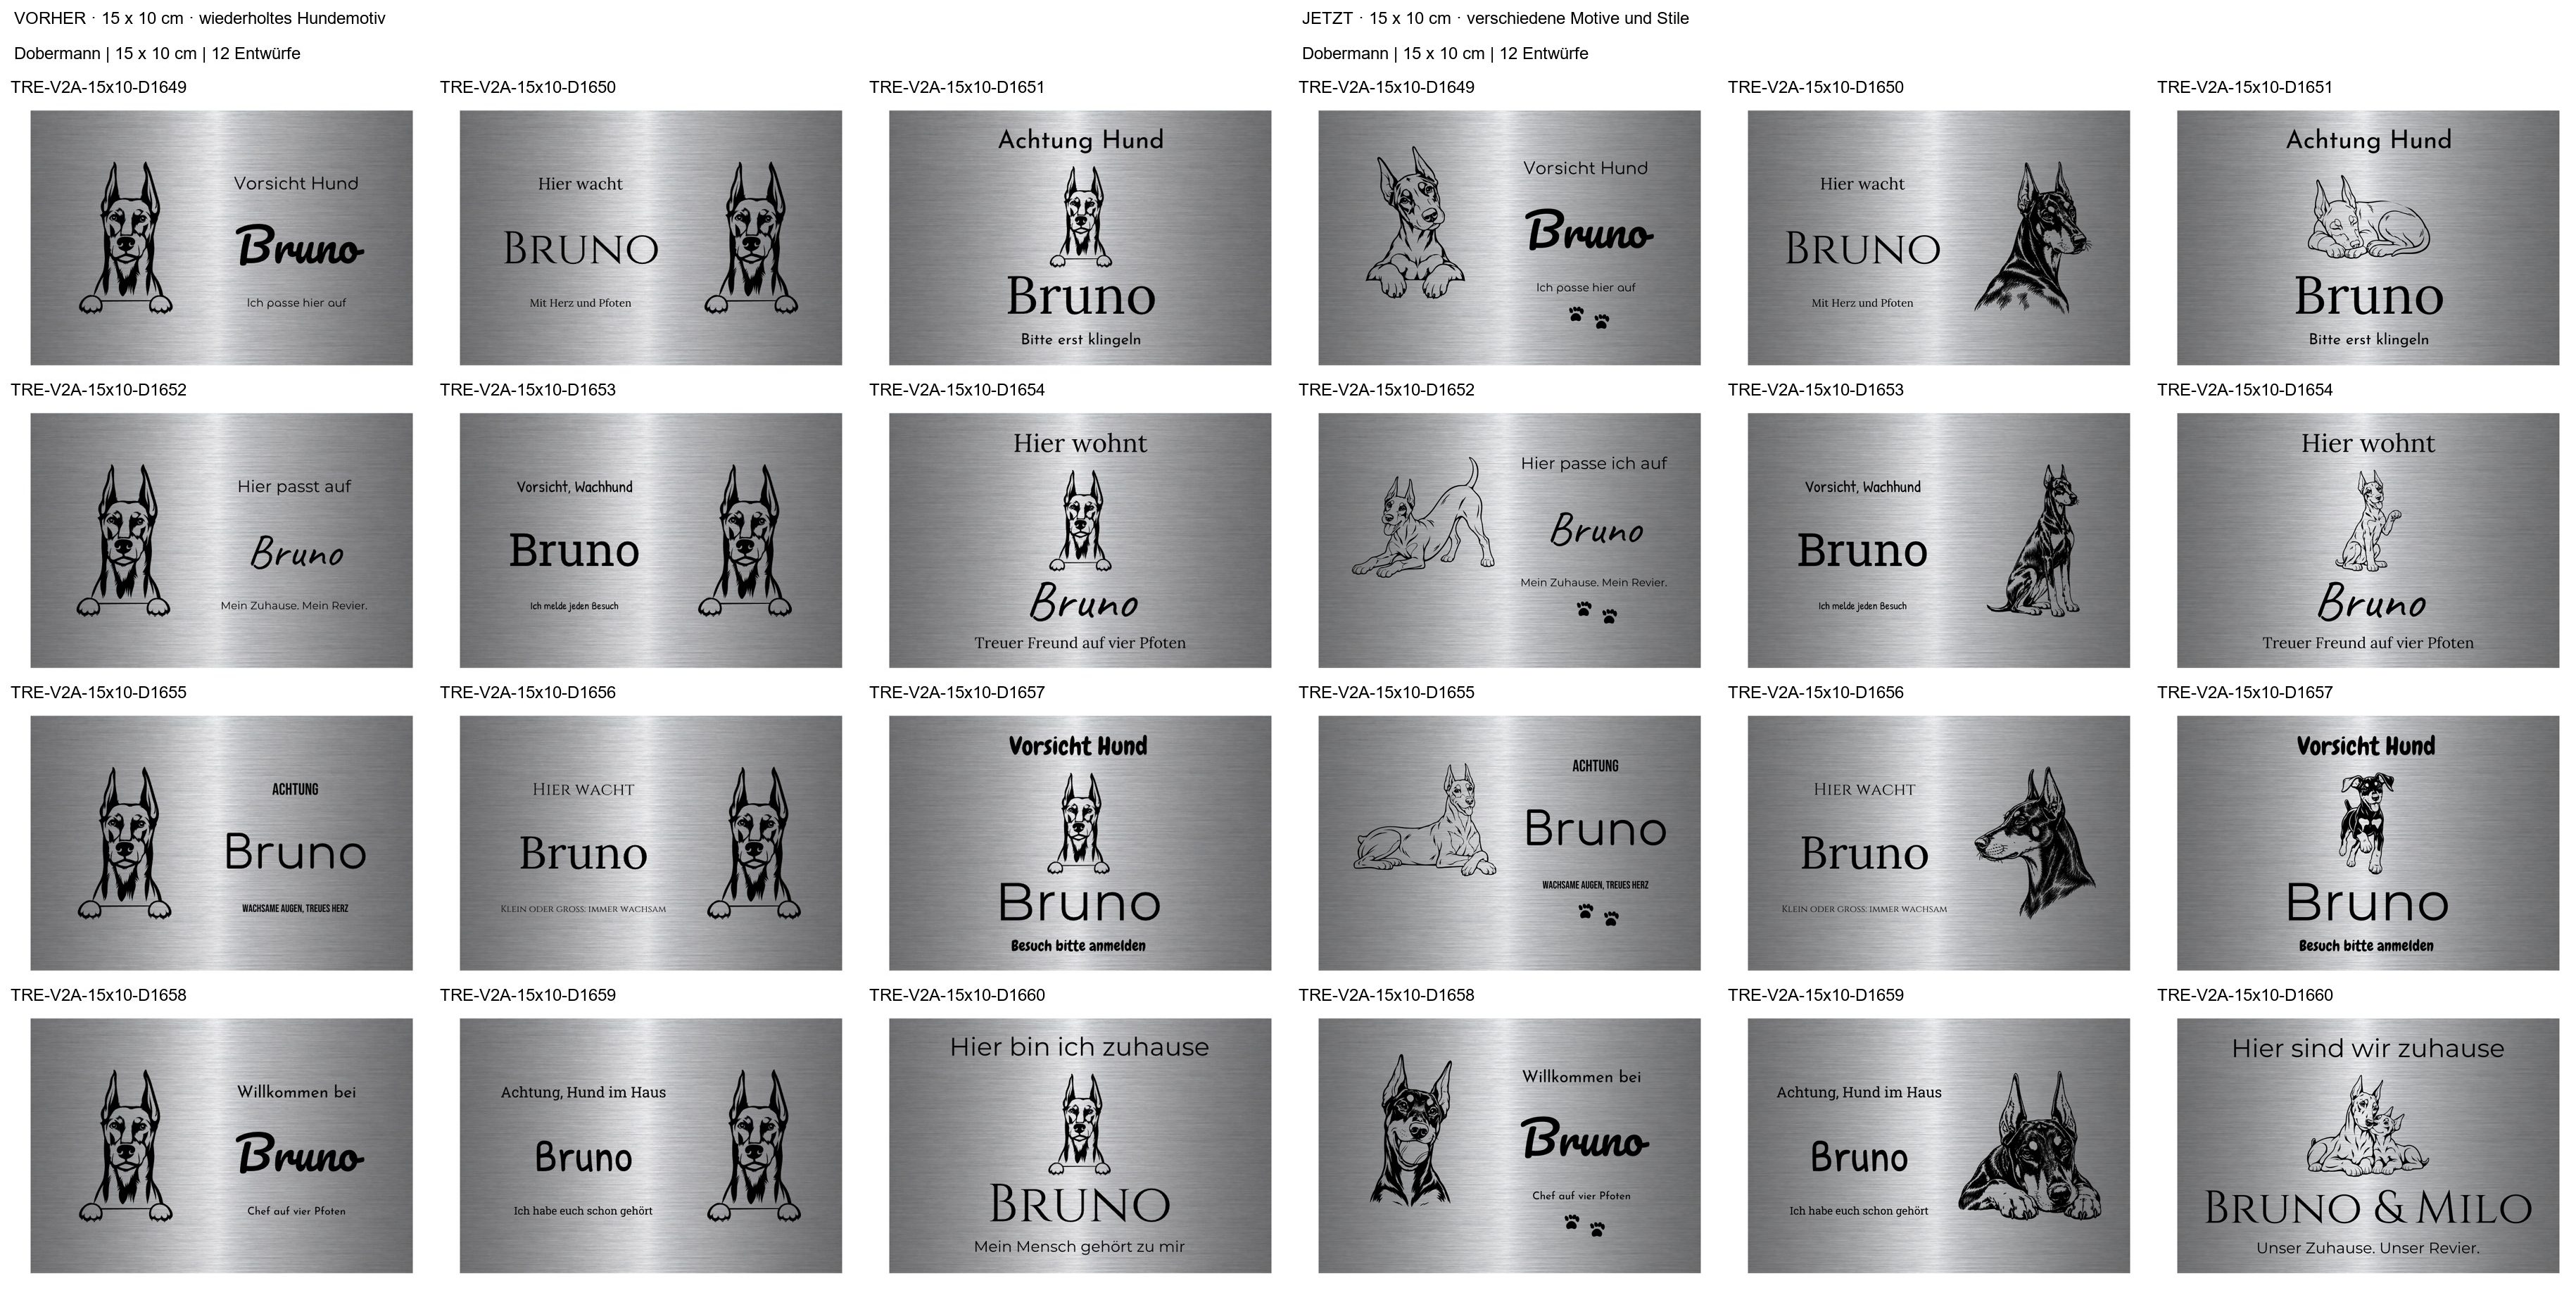 VORHER · 15 x 10 cm · wiederholtes Hundemotiv
Dobermann | 15 x 10 cm | 12 Entwürfe
TRE-V2A-15x10-D1649
Vorsicht Hund
Bruno
Ich passe hier auf
TRE-V2A-15x10-D1650
Hier wacht
BRUNO
Mit Herz und Pfoten
TRE-V2A-15x10-D1651
Achtung Hund
Bruno
Bitte erst klingeln
TRE-V2A-15x10-D1652
Hier passt auf
Bruno
Mein Zuhause. Mein Revier.
TRE-V2A-15x10-D1653
Vorsicht, Wachhund
Bruno
Ich melde jeden Besuch
TRE-V2A-15x10-D1654
Hier wohnt
Bruno
Treuer Freund auf vier Pfoten
TRE-V2A-15x10-D1655
ACHTUNG
Bruno
WACHSAME AUGEN, TREUES HERZ
TRE-V2A-15x10-D1656
HIER WACHT
Bruno
KLEIN ODER GROSS: IMMER WACHSAM
TRE-V2A-15x10-D1657
Vorsicht Hund
Bruno
Besuch bitte anmelden
TRE-V2A-15x10-D1658
Willkommen bei
Bruno
Chef auf vier Pfoten
TRE-V2A-15x10-D1659
Achtung, Hund im Haus
Bruno
Ich habe euch schon gehört
TRE-V2A-15x10-D1660
Hier bin ich zuhause
BRUNO
Mein Mensch gehört zu mir
JETZT · 15 x 10 cm · verschiedene Motive und Stile
Dobermann | 15 x 10 cm | 12 Entwürfe
TRE-V2A-15x10-D1649
Vorsicht Hund
Bruno
Ich passe hier auf
TRE-V2A-15x10-D1650
Hier wacht
BRUNO
Mit Herz und Pfoten
TRE-V2A-15x10-D1651
Achtung Hund
Bruno
Bitte erst klingeln
TRE-V2A-15x10-D1652
Hier passe ich auf
Bruno
Mein Zuhause. Mein Revier.
TRE-V2A-15x10-D1653
Vorsicht, Wachhund
Bruno
Ich melde jeden Besuch
TRE-V2A-15x10-D1654
Hier wohnt
Bruno
Treuer Freund auf vier Pfoten
TRE-V2A-15x10-D1655
ACHTUNG
Bruno
WACHSAME AUGEN, TREUES HERZ
TRE-V2A-15x10-D1656
HIER WACHT
Bruno
KLEIN ODER GROSS: IMMER WACHSAM
TRE-V2A-15x10-D1657
Vorsicht Hund
Bruno
Besuch bitte anmelden
TRE-V2A-15x10-D1658
Willkommen bei
Bruno
Chef auf vier Pfoten
TRE-V2A-15x10-D1659
Achtung, Hund im Haus
Bruno
Ich habe euch schon gehört
TRE-V2A-15x10-D1660
Hier sind wir zuhause
BRUNO & MILO
Unser Zuhause. Unser Revier.